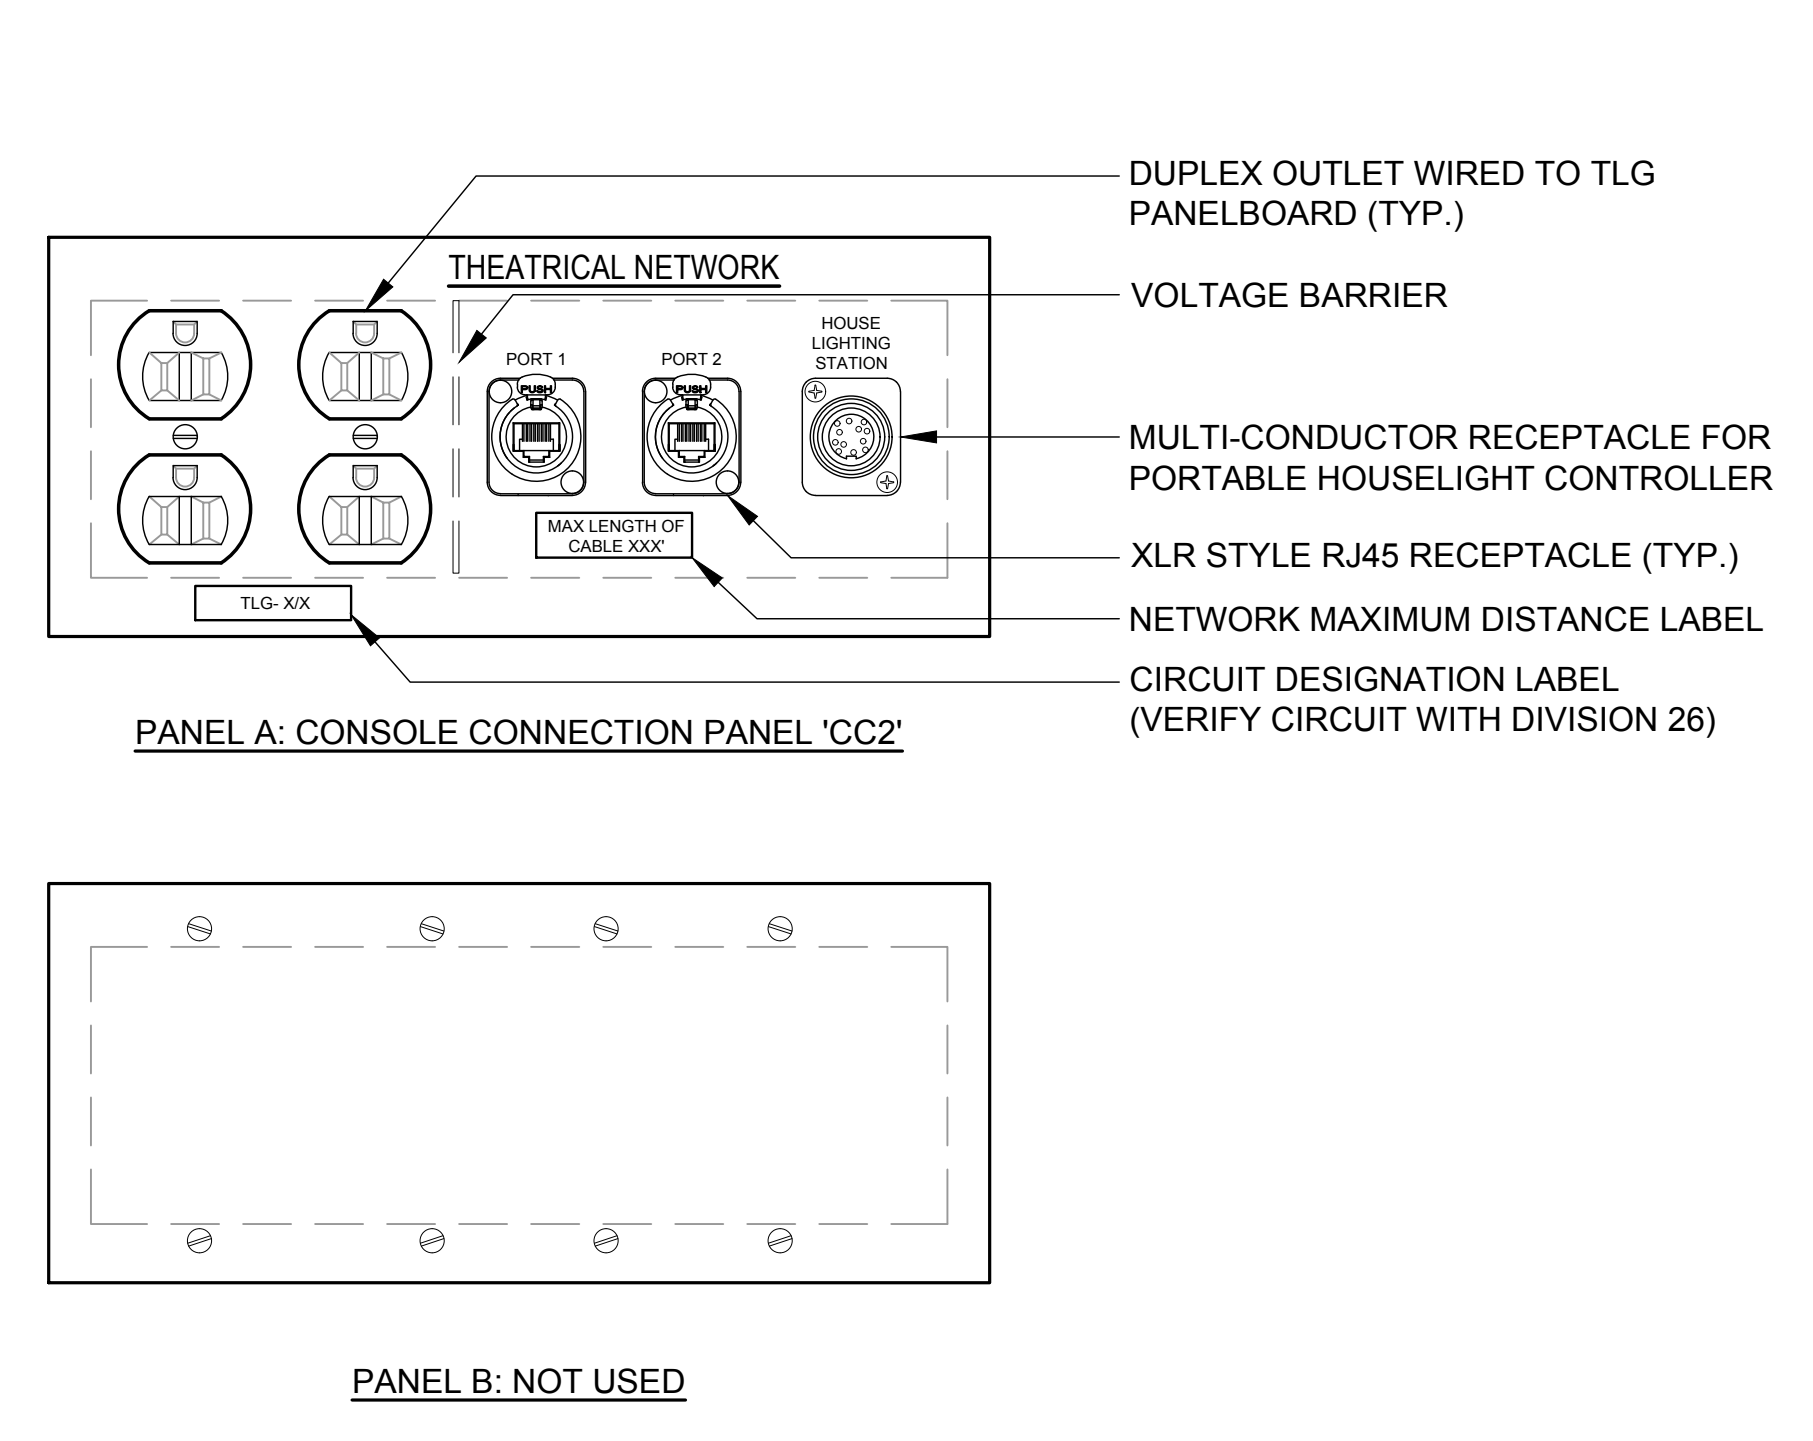 DUPLEX OUTLET WIRED TO TLG
PANELBOARD (TYP.)
THEATRICAL NETWORK
VOLTAGE BARRIER
HOUSE
LIGHTING
STATION
PORT 1
PORT 2
PUSH
PUSH
MULTI-CONDUCTOR RECEPTACLE FOR
PORTABLE HOUSELIGHT CONTROLLER
MAX LENGTH OF
CABLE XXX'
XLR STYLE RJ45 RECEPTACLE (TYP.)
TLG- X/X
NETWORK MAXIMUM DISTANCE LABEL
CIRCUIT DESIGNATION LABEL
(VERIFY CIRCUIT WITH DIVISION 26)
PANEL A: CONSOLE CONNECTION PANEL 'CC2'
PANEL B: NOT USED